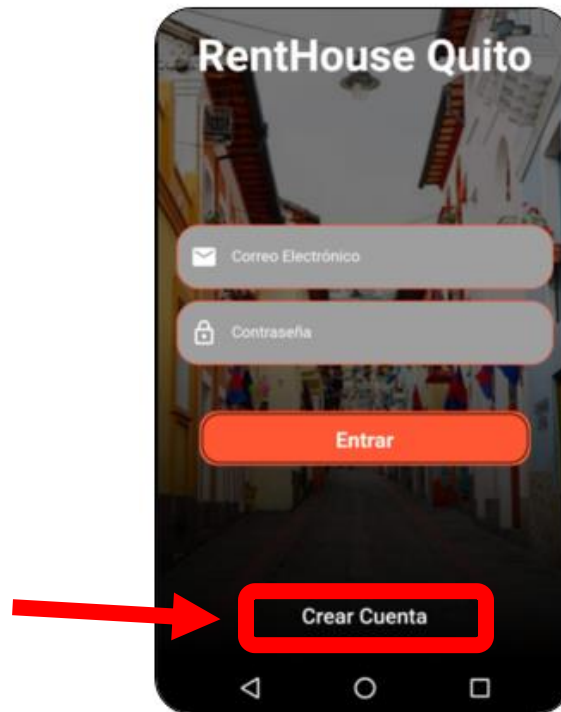 RentHouse Quito
Correo Electrónico
Contraseña
Entrar
Crear Cuenta